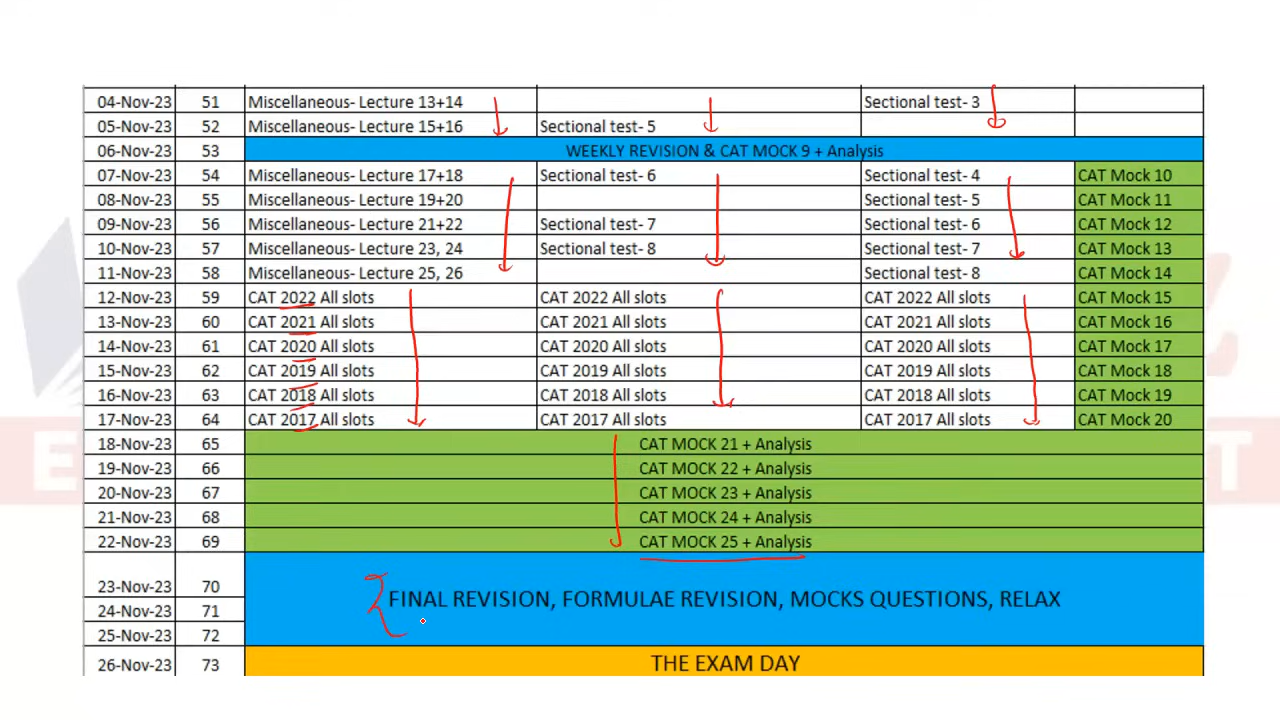 04-Nov-23 51 Miscellaneous- Lecture 13+14 Sectional test- 3
05-Nov-23 52 Miscellaneous- Lecture 15+16 Sectional test- 5
06-Nov-23 53 WEEKLY REVISION & CAT MOCK 9 + Analysis
07-Nov-23 54 Miscellaneous- Lecture 17+18 Sectional test- 6 Sectional test- 4 CAT Mock 10
08-Nov-23 55 Miscellaneous- Lecture 19+20 Sectional test- 5 CAT Mock 11
09-Nov-23 56 Miscellaneous- Lecture 21+22 Sectional test- 7 Sectional test- 6 CAT Mock 12
10-Nov-23 57 Miscellaneous- Lecture 23, 24 Sectional test- 8 Sectional test- 7 CAT Mock 13
11-Nov-23 58 Miscellaneous- Lecture 25, 26 Sectional test- 8 CAT Mock 14
12-Nov-23 59 CAT 2022 All slots CAT 2022 All slots CAT 2022 All slots CAT Mock 15
13-Nov-23 60 CAT 2021 All slots CAT 2021 All slots CAT 2021 All slots CAT Mock 16
14-Nov-23 61 CAT 2020 All slots CAT 2020 All slots CAT 2020 All slots CAT Mock 17
15-Nov-23 62 CAT 2019 All slots CAT 2019 All slots CAT 2019 All slots CAT Mock 18
16-Nov-23 63 CAT 2018 All slots CAT 2018 All slots CAT 2018 All slots CAT Mock 19
17-Nov-23 64 CAT 2017 All slots CAT 2017 All slots CAT 2017 All slots CAT Mock 20
18-Nov-23 65 CAT MOCK 21 + Analysis
19-Nov-23 66 CAT MOCK 22 + Analysis
20-Nov-23 67 CAT MOCK 23 + Analysis
21-Nov-23 68 CAT MOCK 24 + Analysis
22-Nov-23 69 CAT MOCK 25 + Analysis
23-Nov-23 70
FINAL REVISION, FORMULAE REVISION, MOCKS QUESTIONS, RELAX
24-Nov-23 71
25-Nov-23 72
26-Nov-23 73 THE EXAM DAY